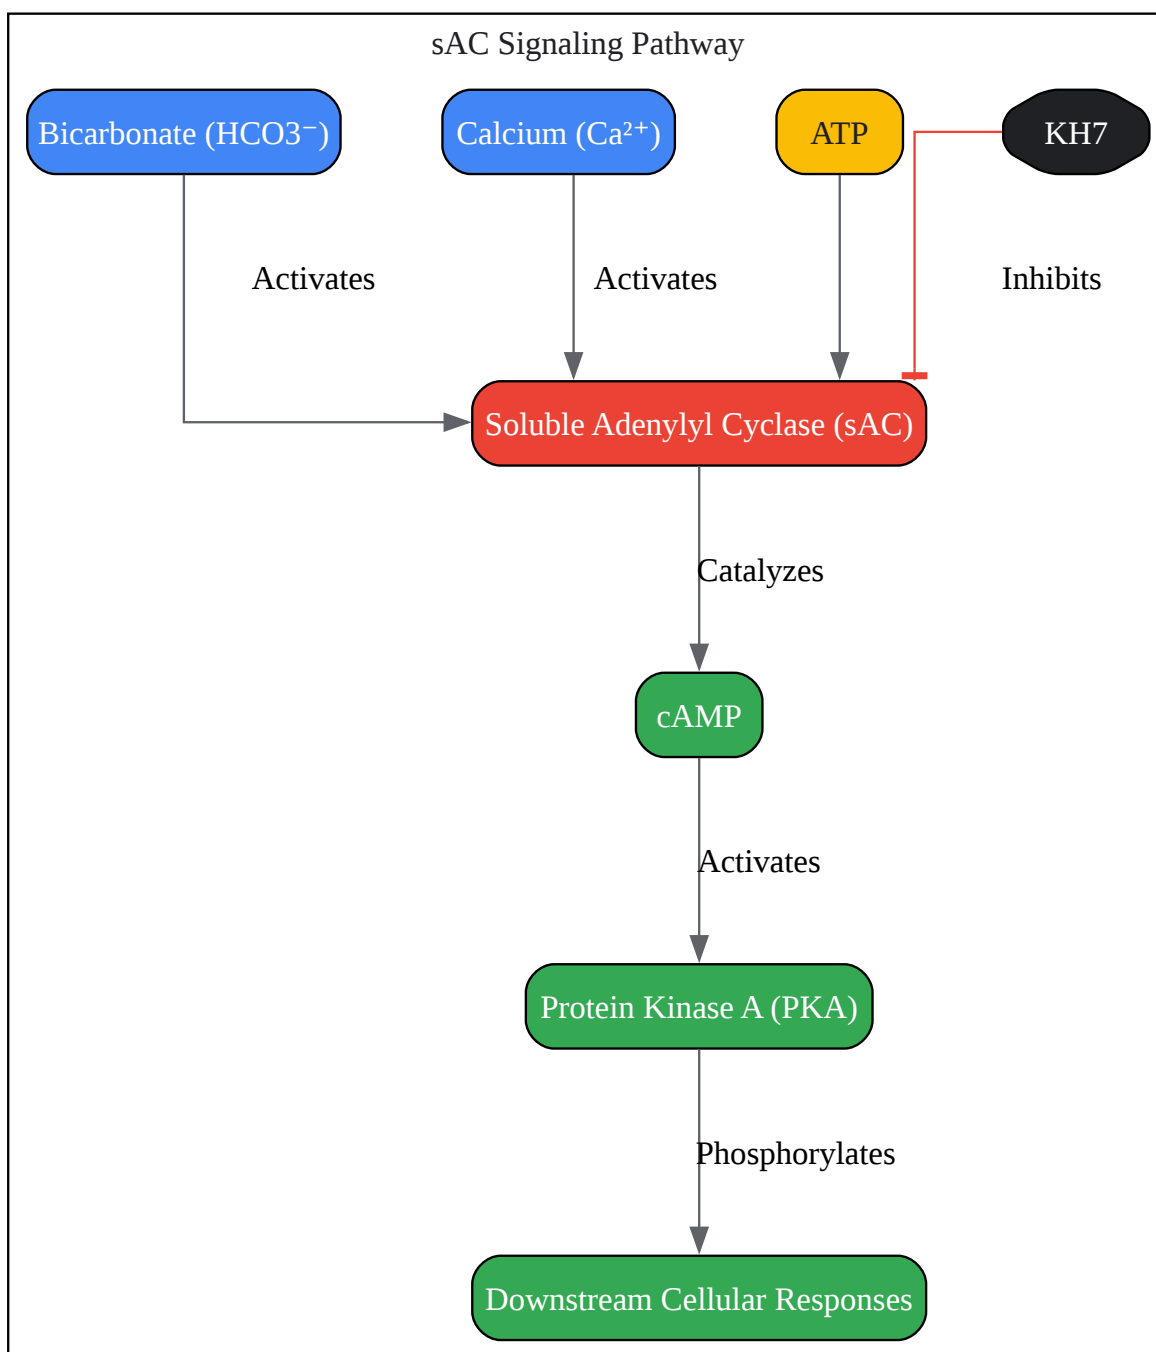 sAC Signaling Pathway
Bicarbonate (HCO3⁻)
Calcium (Ca²⁺)
ATP
KH7
Activates
Activates
Inhibits
Soluble Adenylyl Cyclase (sAC)
Catalyzes
cAMP
Activates
Protein Kinase A (PKA)
Phosphorylates
Downstream Cellular Responses